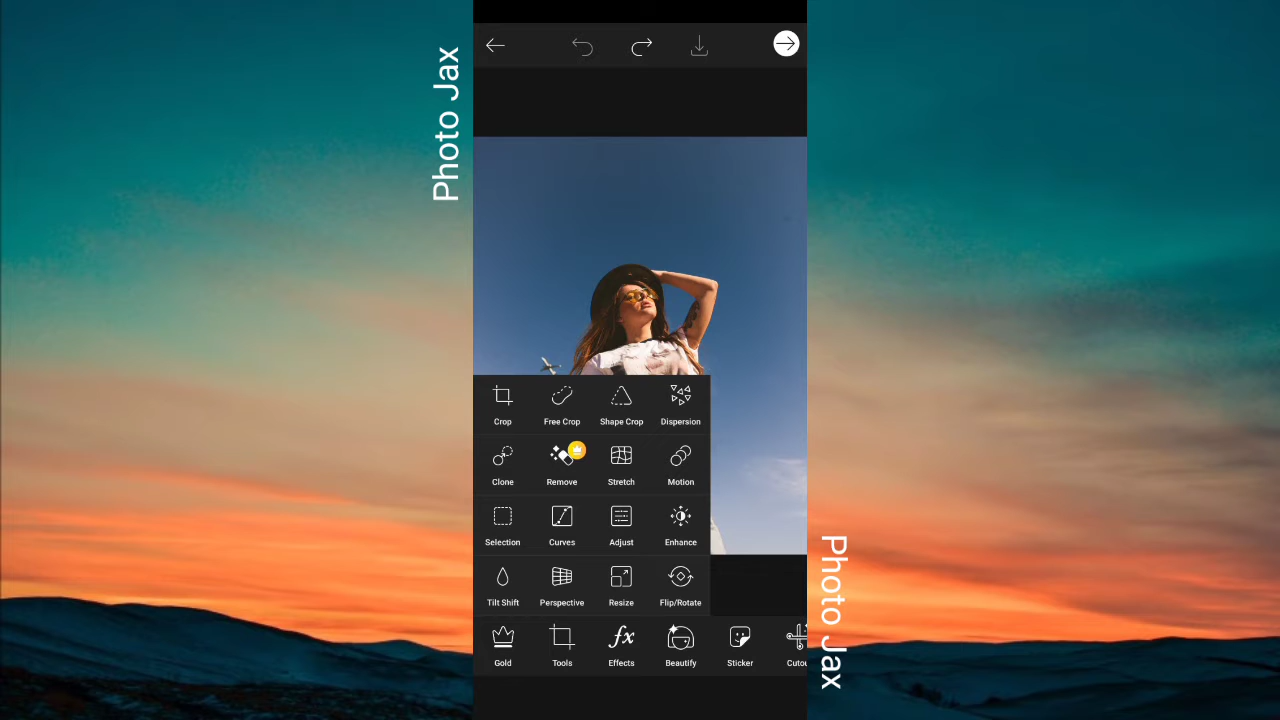 Photo Jax
Crop Free Crop Shape Crop Dispersion
Clone Remove Stretch Motion
Selection Curves Adjust Enhance
Tilt Shift Perspective Resize Flip/Rotate
Gold Tools Effects Beautify Sticker Cutou
Photo Jax